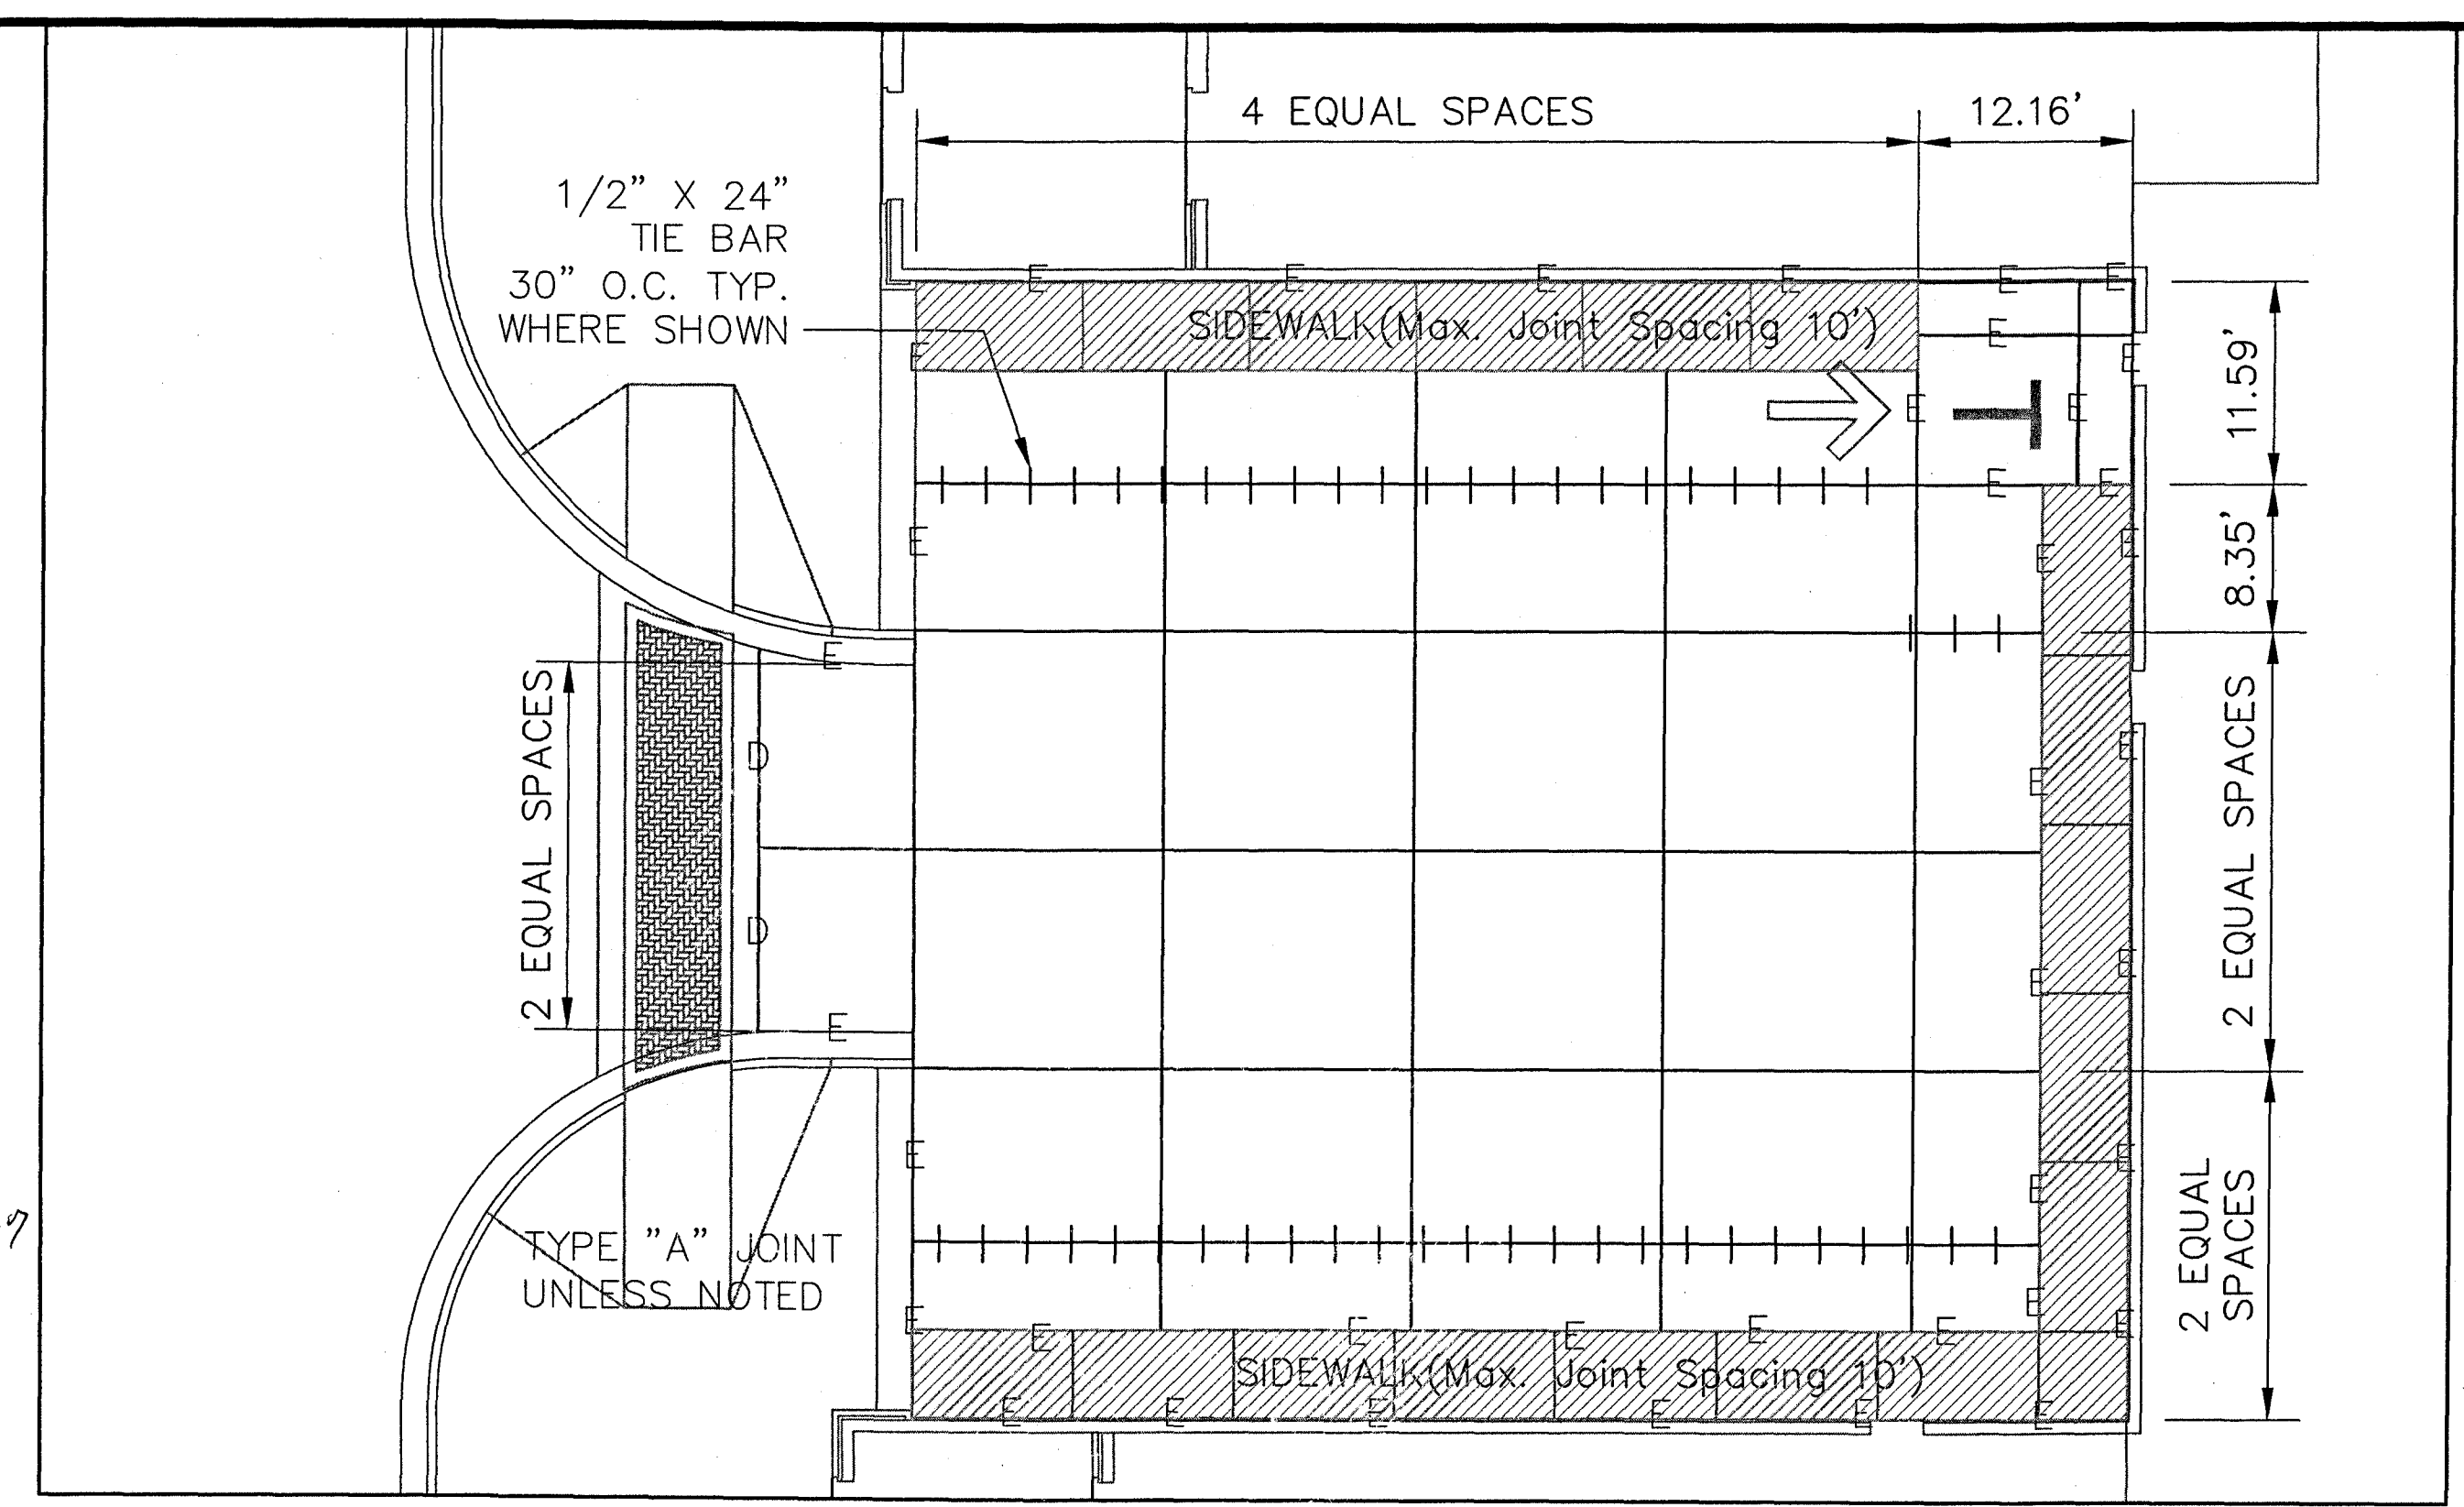 4 EQUAL SPACES
12.16'
1/2" X 24"
TIE BAR
30" O.C. TYP.
WHERE SHOWN
SIDEWALK(Max. Joint Spacing 10')
E E E E E E
E
E
E
E
E
E
E E
11.59'
8.35'
2 EQUAL SPACES
2 EQUAL SPACES
2 EQUAL
SPACES
E
E
E
E
D
D
E
E
E
E
E
E
E
E
E
E
E
E
TYPE "A" JOINT
UNLESS NOTED
E E E E E
SIDEWALK(Max. Joint Spacing 10')
E E E E E E